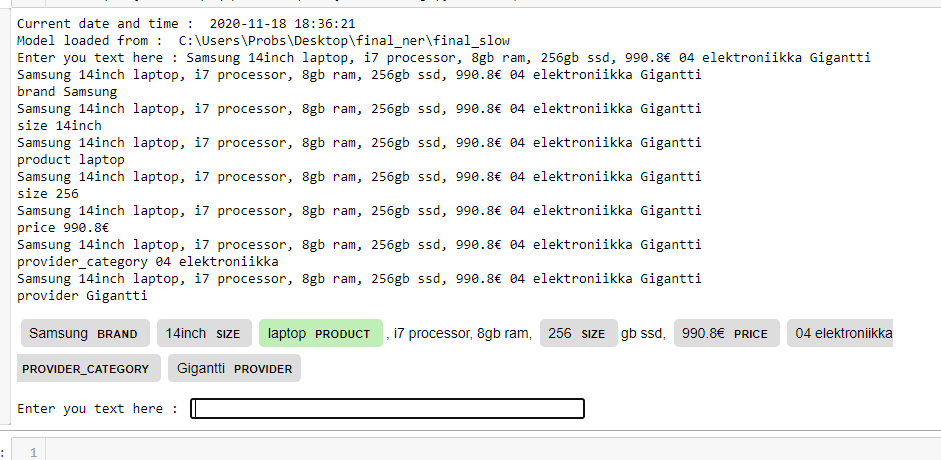 Current date and time :  2020-11-18 18:36:21
Model loaded from :  C:\Users\Probs\Desktop\final_ner\final_slow
Enter you text here : Samsung 14inch laptop, i7 processor, 8gb ram, 256gb ssd, 990.8€ 04 elektroniikka Gigantti
Samsung 14inch laptop, i7 processor, 8gb ram, 256gb ssd, 990.8€ 04 elektroniikka Gigantti
brand Samsung
Samsung 14inch laptop, i7 processor, 8gb ram, 256gb ssd, 990.8€ 04 elektroniikka Gigantti
size 14inch
Samsung 14inch laptop, i7 processor, 8gb ram, 256gb ssd, 990.8€ 04 elektroniikka Gigantti
product laptop
Samsung 14inch laptop, i7 processor, 8gb ram, 256gb ssd, 990.8€ 04 elektroniikka Gigantti
size 256
Samsung 14inch laptop, i7 processor, 8gb ram, 256gb ssd, 990.8€ 04 elektroniikka Gigantti
price 990.8€
Samsung 14inch laptop, i7 processor, 8gb ram, 256gb ssd, 990.8€ 04 elektroniikka Gigantti
provider_category 04 elektroniikka
Samsung 14inch laptop, i7 processor, 8gb ram, 256gb ssd, 990.8€ 04 elektroniikka Gigantti
provider Gigantti
Samsung BRAND 14inch SIZE laptop PRODUCT , i7 processor, 8gb ram, 256 SIZE gb ssd, 990.8€ PRICE 04 elektroniikka
PROVIDER_CATEGORY Gigantti PROVIDER
Enter you text here :
: 1